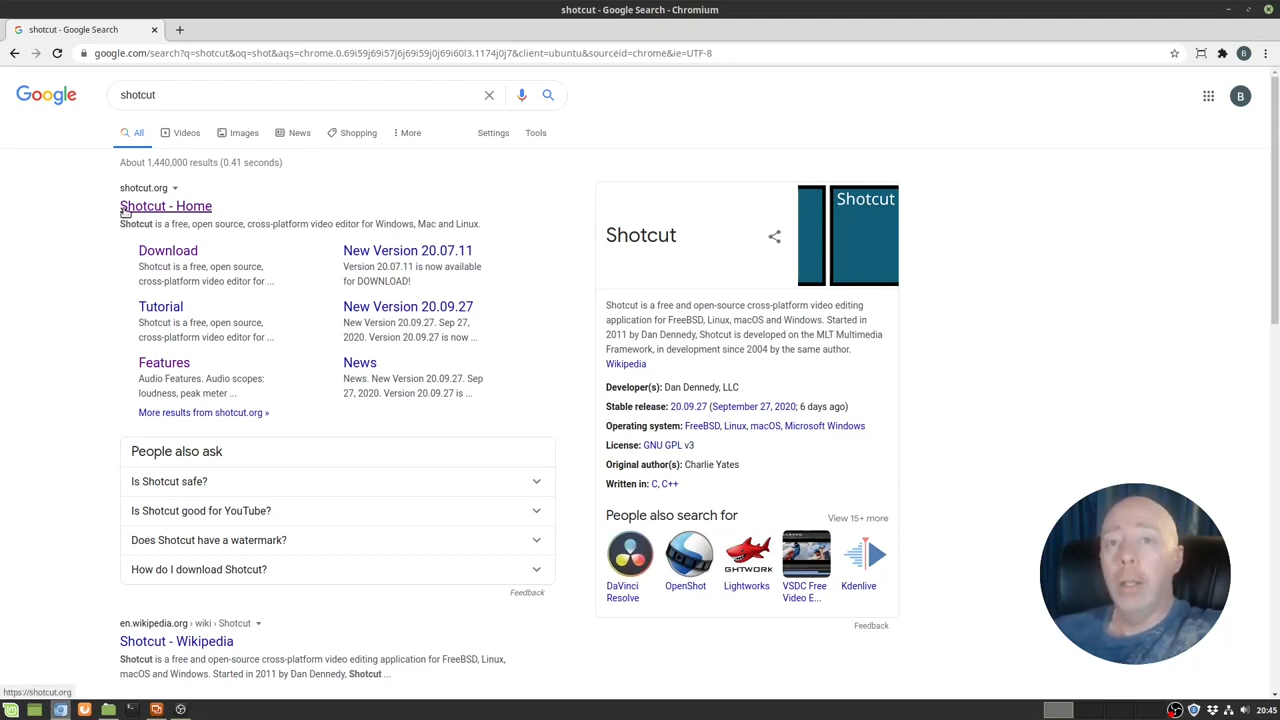 shotcut - Google Search - Chromium
shotcut - Google Search
google.com/search?q=shotcut&oq=shot&aqs=chrome.0.69i59j69i57j6j69i59j0j69i60l3.1174j0j7&client=ubuntu&sourceid=chrome&ie=UTF-8
B
Google
shotcut
B
All
Videos
Images
News
Shopping
More
Settings
Tools
About 1,440,000 results (0.41 seconds)
shotcut.org
Shotcut - Home
Shotcut is a free, open source, cross-platform video editor for Windows, Mac and Linux.
Download
Shotcut is a free, open source,
cross-platform video editor for ...
New Version 20.07.11
Version 20.07.11 is now available
for DOWNLOAD!
Tutorial
Shotcut is a free, open source,
cross-platform video editor for ...
New Version 20.09.27
New Version 20.09.27. Sep 27,
2020. Version 20.09.27 is now ...
Features
Audio Features. Audio scopes:
loudness, peak meter ...
News
News. New Version 20.09.27. Sep
27, 2020. Version 20.09.27 is ...
More results from shotcut.org »
People also ask
Is Shotcut safe?
Is Shotcut good for YouTube?
Does Shotcut have a watermark?
How do I download Shotcut?
Feedback
en.wikipedia.org › wiki › Shotcut
Shotcut - Wikipedia
Shotcut is a free and open-source cross-platform video editing application for FreeBSD, Linux,
macOS and Windows. Started in 2011 by Dan Dennedy, Shotcut ...
Shotcut
Shotcut
Shotcut is a free and open-source cross-platform video editing
application for FreeBSD, Linux, macOS and Windows. Started in
2011 by Dan Dennedy, Shotcut is developed on the MLT Multimedia
Framework, in development since 2004 by the same author.
Wikipedia
Developer(s): Dan Dennedy, LLC
Stable release: 20.09.27 (September 27, 2020; 6 days ago)
Operating system: FreeBSD, Linux, macOS, Microsoft Windows
License: GNU GPL v3
Original author(s): Charlie Yates
Written in: C, C++
People also search for
View 15+ more
GHTWORK
DaVinci
Resolve
OpenShot
Lightworks
VSDC Free
Video E...
Kdenlive
Feedback
https://shotcut.org
20:45